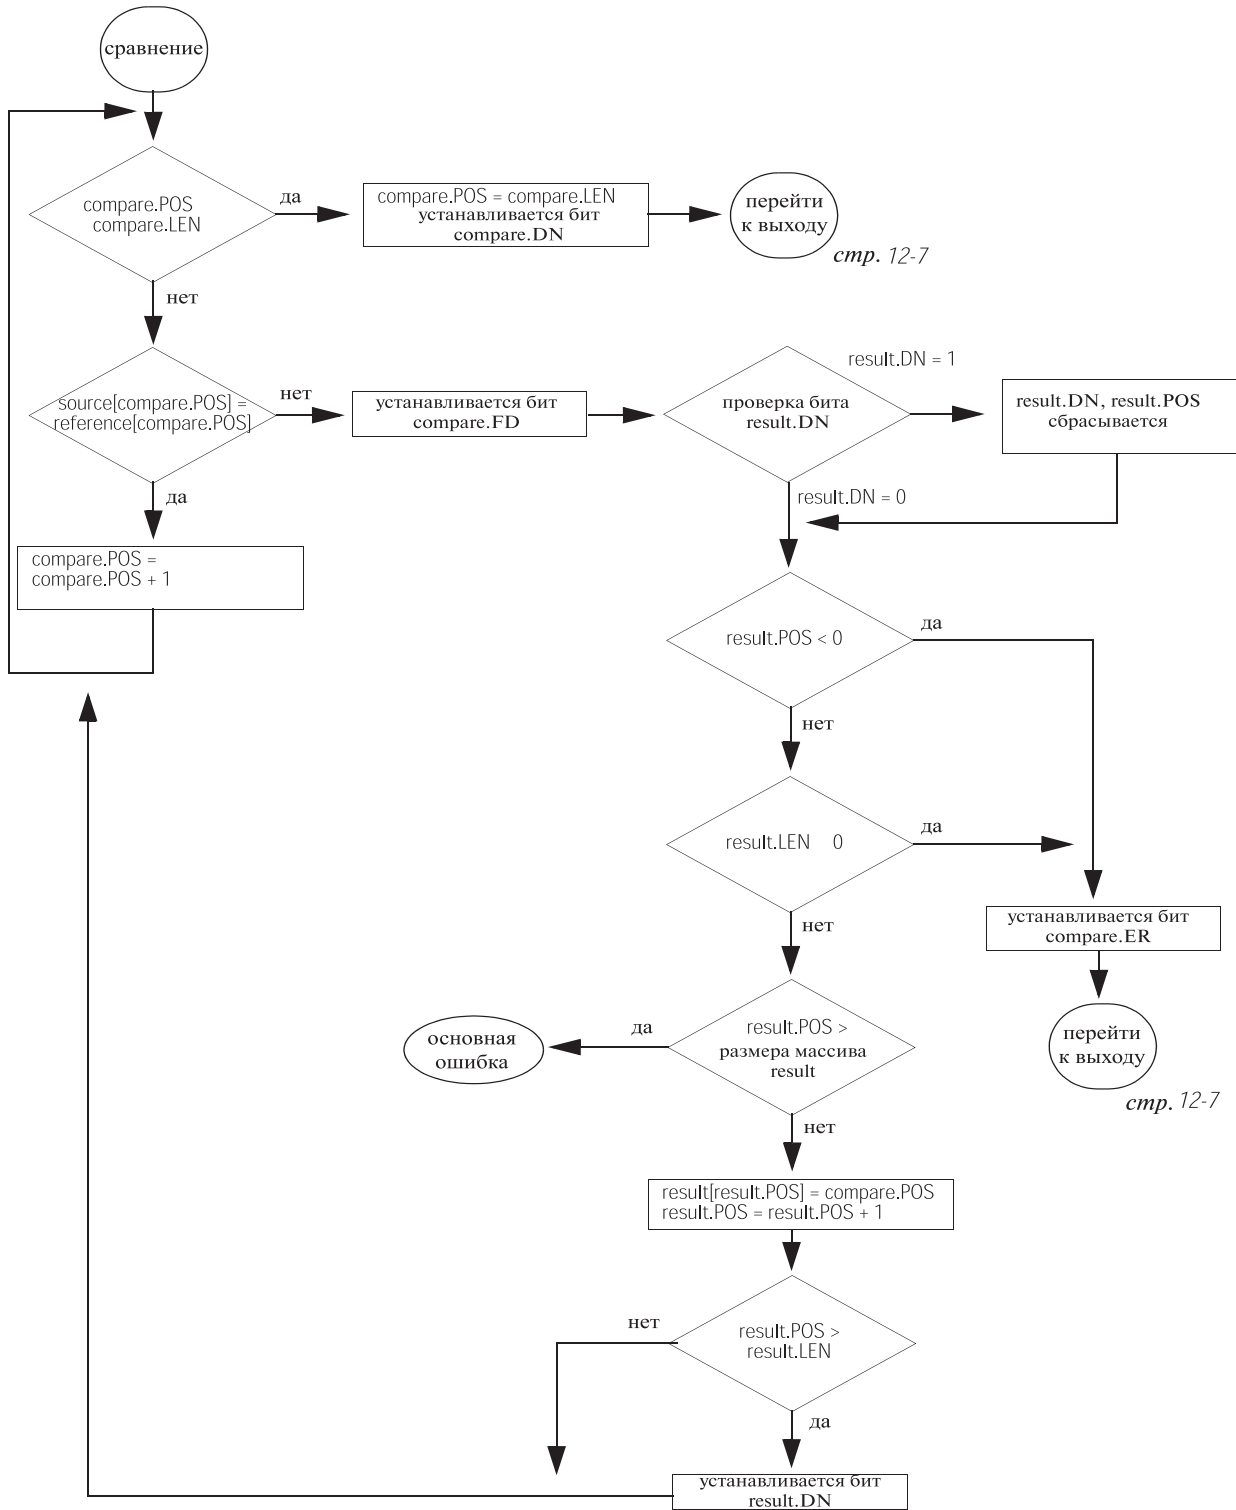 сравнение
compare.POS
compare.LEN
да
compare.POS = compare.LEN
устанавливается бит
compare.DN
перейти
к выходу
стр. 12-7
нет
source[compare.POS] =
reference[compare.POS]
нет
устанавливается бит
compare.FD
проверка бита
result.DN
result.DN = 1
result.DN, result.POS
сбрасывается
да
result.DN = 0
compare.POS =
compare.POS + 1
result.POS < 0
да
нет
result.LEN 0
да
нет
устанавливается бит
compare.ER
перейти
к выходу
стр. 12-7
result.POS >
размера массива
result
да
основная
ошибка
нет
result[result.POS] = compare.POS
result.POS = result.POS + 1
result.POS >
result.LEN
нет
да
устанавливается бит
result.DN